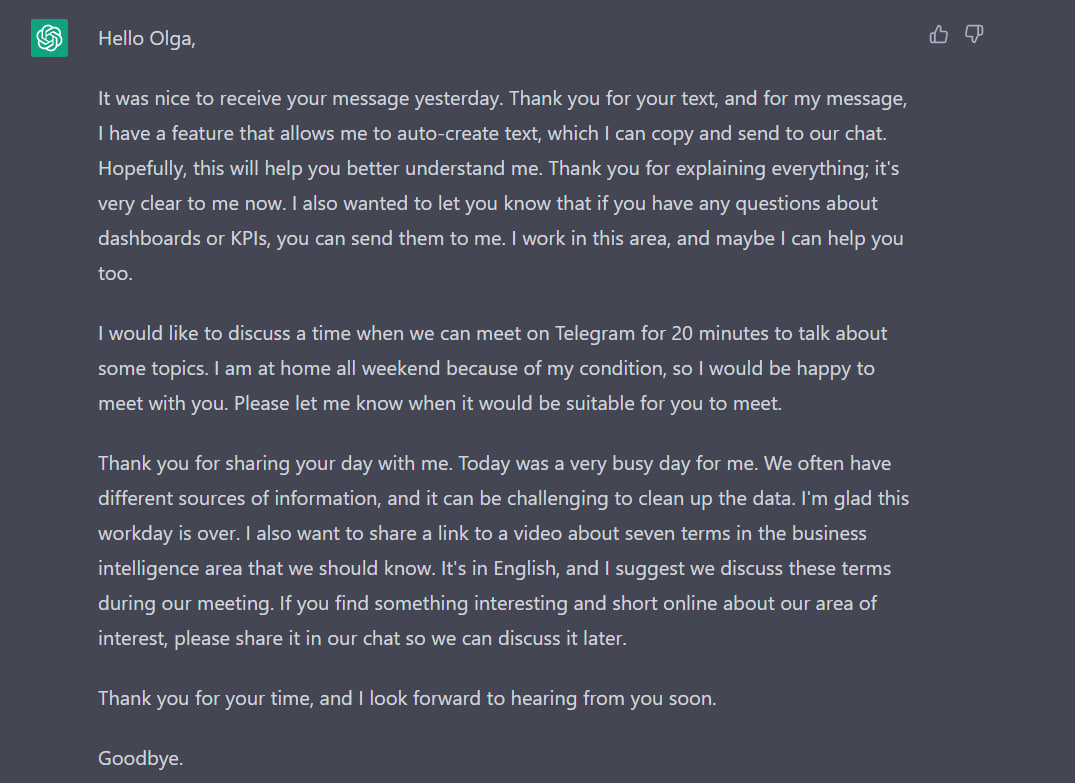 Hello Olga,
It was nice to receive your message yesterday. Thank you for your text, and for my message,
I have a feature that allows me to auto-create text, which I can copy and send to our chat.
Hopefully, this will help you better understand me. Thank you for explaining everything; it's
very clear to me now. I also wanted to let you know that if you have any questions about
dashboards or KPIs, you can send them to me. I work in this area, and maybe I can help you
too.
I would like to discuss a time when we can meet on Telegram for 20 minutes to talk about
some topics. I am at home all weekend because of my condition, so I would be happy to
meet with you. Please let me know when it would be suitable for you to meet.
Thank you for sharing your day with me. Today was a very busy day for me. We often have
different sources of information, and it can be challenging to clean up the data. I'm glad this
workday is over. I also want to share a link to a video about seven terms in the business
intelligence area that we should know. It's in English, and I suggest we discuss these terms
during our meeting. If you find something interesting and short online about our area of
interest, please share it in our chat so we can discuss it later.
Thank you for your time, and I look forward to hearing from you soon.
Goodbye.